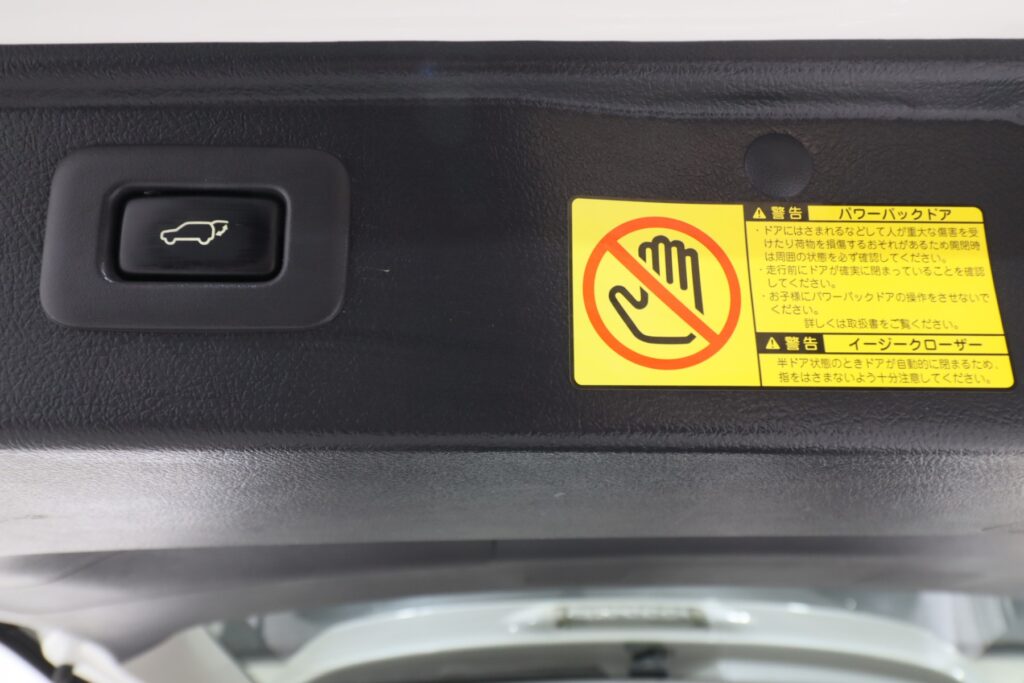 警告 パワーバックドア
・ドアにはさまれるなどして人が重大な傷害を受
けたり荷物を損傷するおそれがあるため開閉時
は周囲の状態を必ず確認してください。
・走行前にドアが確実に閉まっていることを確認
してください。
・お子様にパワーバックドアの操作をさせないで
ください。
詳しくは取扱書をご覧ください。
警告 イージークローザー
半ドア状態のときドアが自動的に閉まるため、
指をはさまないよう十分注意してください。